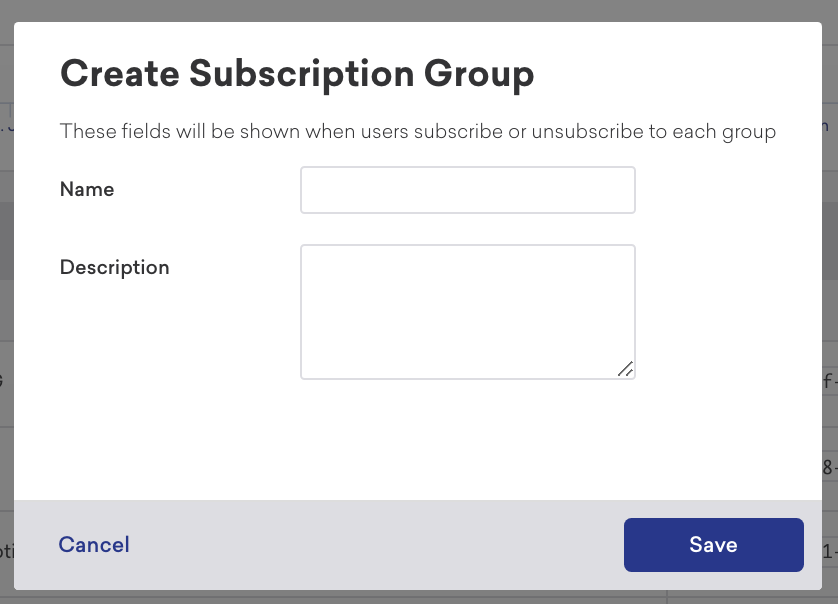 Create Subscription Group
These fields will be shown when users subscribe or unsubscribe to each group
Name
Description
Cancel
Save